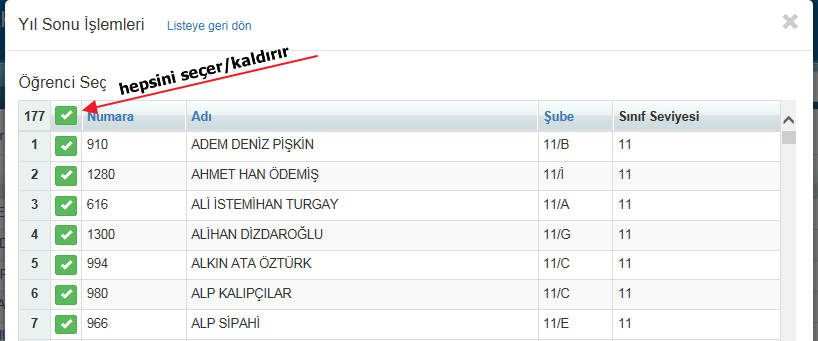 Yıl Sonu İşlemleri Listeye geri dön
hepsini seçer/kaldırır
Öğrenci Seç
177 Numara Adı Şube Sınıf Seviyesi
1 910 ADEM DENİZ PİŞKİN 11/B 11
2 1280 AHMET HAN ÖDEMİŞ 11/İ 11
3 616 ALİ İSTEMİHAN TURGAY 11/A 11
4 1300 ALİHAN DİZDAROĞLU 11/G 11
5 994 ALKIN ATA ÖZTÜRK 11/C 11
6 980 ALP KALIPÇILAR 11/C 11
7 966 ALP SİPAHİ 11/E 11